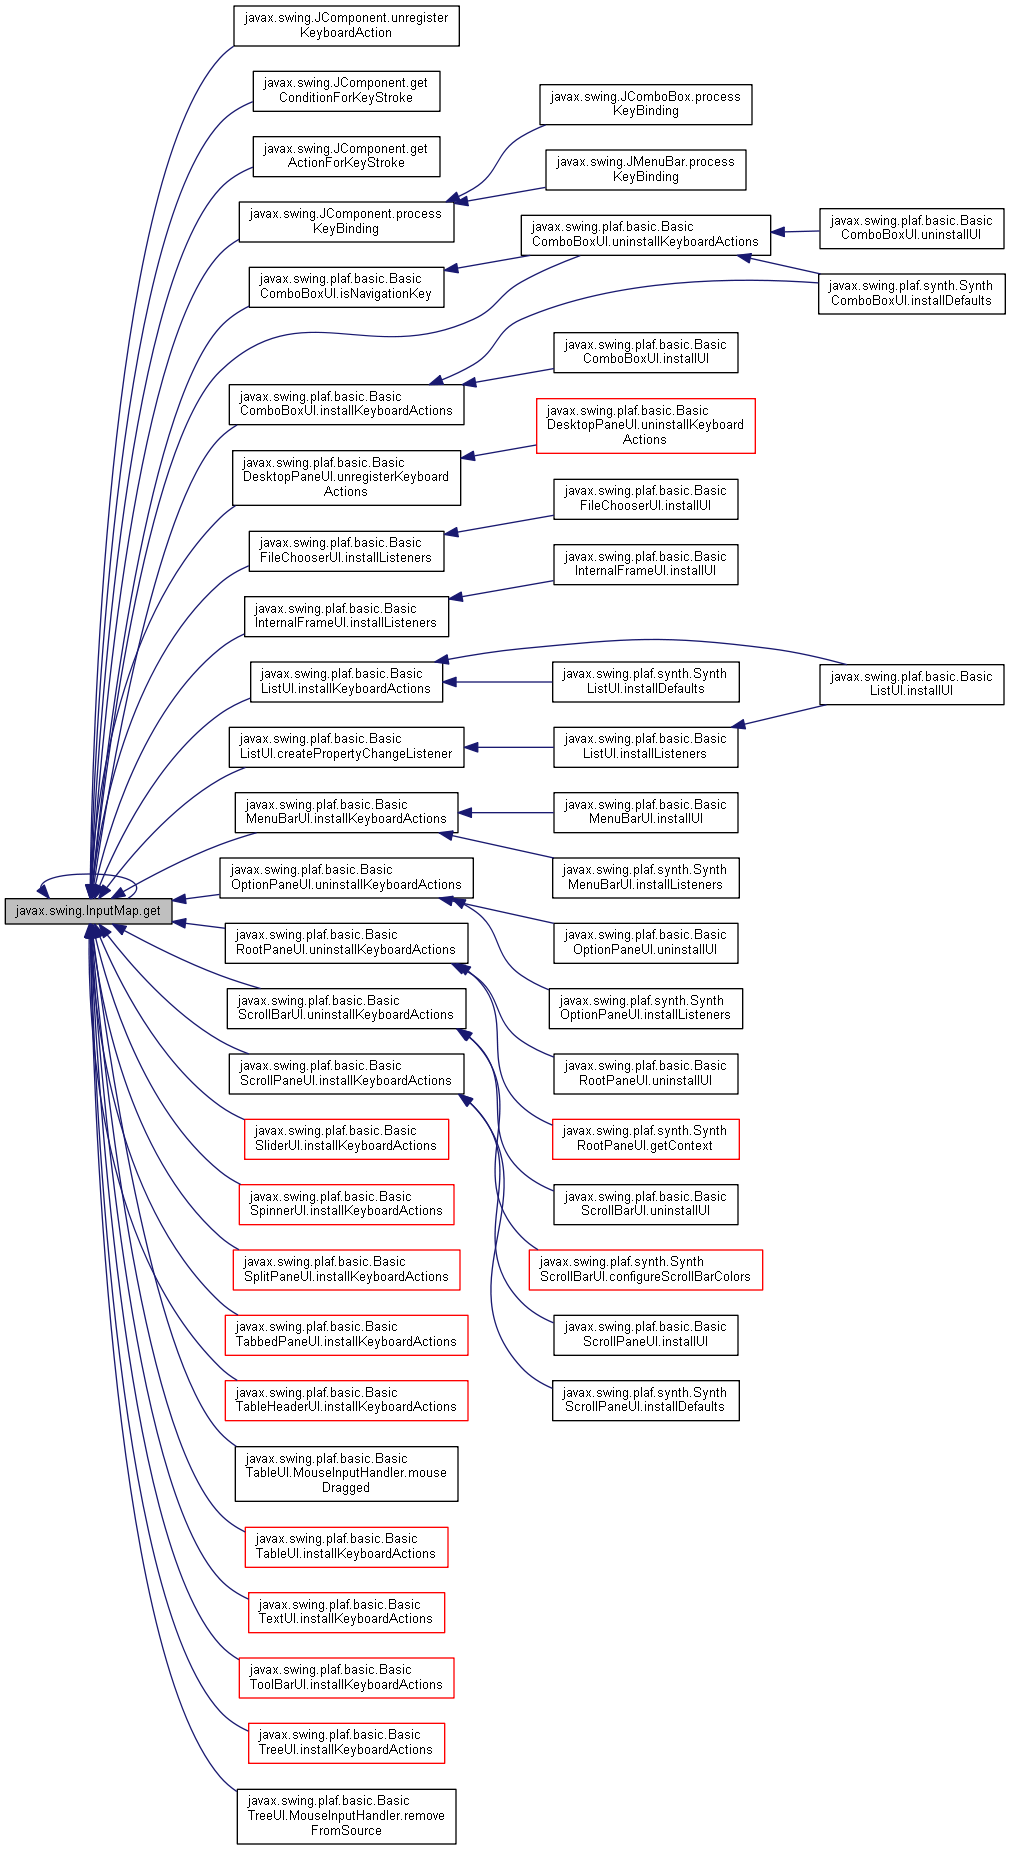 javax.swing.JComponent.unregister
KeyboardAction
javax.swing.JComponent.get
ConditionForKeyStroke
javax.swing.JComponent.get
ActionForKeyStroke
javax.swing.JComponent.process
KeyBinding
javax.swing.plaf.basic.Basic
ComboBoxUI.isNavigationKey
javax.swing.plaf.basic.Basic
ComboBoxUI.installKeyboardActions
javax.swing.plaf.basic.Basic
DesktopPaneUI.unregisterKeyboard
Actions
javax.swing.plaf.basic.Basic
FileChooserUI.installListeners
javax.swing.plaf.basic.Basic
InternalFrameUI.installListeners
javax.swing.plaf.basic.Basic
ListUI.installKeyboardActions
javax.swing.plaf.basic.Basic
ListUI.createPropertyChangeListener
javax.swing.plaf.basic.Basic
MenuBarUI.installKeyboardActions
javax.swing.plaf.basic.Basic
OptionPaneUI.uninstallKeyboardActions
javax.swing.InputMap.get
javax.swing.plaf.basic.Basic
RootPaneUI.uninstallKeyboardActions
javax.swing.plaf.basic.Basic
ScrollBarUI.uninstallKeyboardActions
javax.swing.plaf.basic.Basic
ScrollPaneUI.installKeyboardActions
javax.swing.plaf.basic.Basic
SliderUI.installKeyboardActions
javax.swing.plaf.basic.Basic
SpinnerUI.installKeyboardActions
javax.swing.plaf.basic.Basic
SplitPaneUI.installKeyboardActions
javax.swing.plaf.basic.Basic
TabbedPaneUI.installKeyboardActions
javax.swing.plaf.basic.Basic
TableHeaderUI.installKeyboardActions
javax.swing.plaf.basic.Basic
TableUI.MouseInputHandler.mouse
Dragged
javax.swing.plaf.basic.Basic
TableUI.installKeyboardActions
javax.swing.plaf.basic.Basic
TextUI.installKeyboardActions
javax.swing.plaf.basic.Basic
ToolBarUI.installKeyboardActions
javax.swing.plaf.basic.Basic
TreeUI.installKeyboardActions
javax.swing.plaf.basic.Basic
TreeUI.MouseInputHandler.remove
FromSource
javax.swing.JComboBox.process
KeyBinding
javax.swing.JMenuBar.process
KeyBinding
javax.swing.plaf.basic.Basic
ComboBoxUI.uninstallKeyboardActions
javax.swing.plaf.basic.Basic
ComboBoxUI.installUI
javax.swing.plaf.basic.Basic
DesktopPaneUI.uninstallKeyboard
Actions
javax.swing.plaf.basic.Basic
FileChooserUI.installUI
javax.swing.plaf.basic.Basic
InternalFrameUI.installUI
javax.swing.plaf.synth.Synth
ListUI.installDefaults
javax.swing.plaf.basic.Basic
ListUI.installListeners
javax.swing.plaf.basic.Basic
MenuBarUI.installUI
javax.swing.plaf.synth.Synth
MenuBarUI.installListeners
javax.swing.plaf.basic.Basic
OptionPaneUI.uninstallUI
javax.swing.plaf.synth.Synth
OptionPaneUI.installListeners
javax.swing.plaf.basic.Basic
RootPaneUI.uninstallUI
javax.swing.plaf.synth.Synth
RootPaneUI.getContext
javax.swing.plaf.basic.Basic
ScrollBarUI.uninstallUI
javax.swing.plaf.synth.Synth
ScrollBarUI.configureScrollBarColors
javax.swing.plaf.basic.Basic
ScrollPaneUI.installUI
javax.swing.plaf.synth.Synth
ScrollPaneUI.installDefaults
javax.swing.plaf.basic.Basic
ComboBoxUI.uninstallUI
javax.swing.plaf.synth.Synth
ComboBoxUI.installDefaults
javax.swing.plaf.basic.Basic
ListUI.installUI